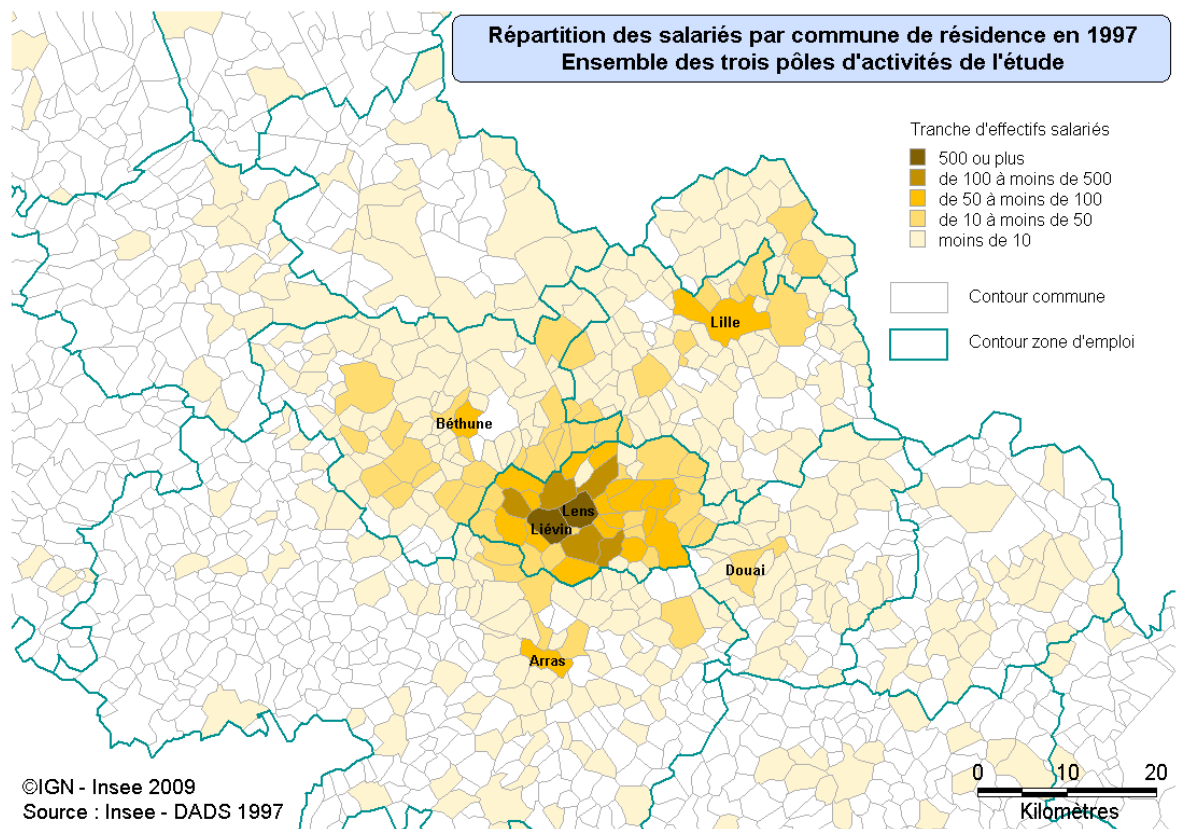 Répartition des salariés par commune de résidence en 1997
Ensemble des trois pôles d'activités de l'étude
Tranche d'effectifs salariés
500 ou plus
de 100 à moins de 500
de 50 à moins de 100
de 10 à moins de 50
moins de 10
Contour commune
Contour zone d'emploi
Lille
Béthune
Lens
Liévin
Douai
Arras
©IGN - Insee 2009
Source : Insee - DADS 1997
0 10 20
Kilomètres